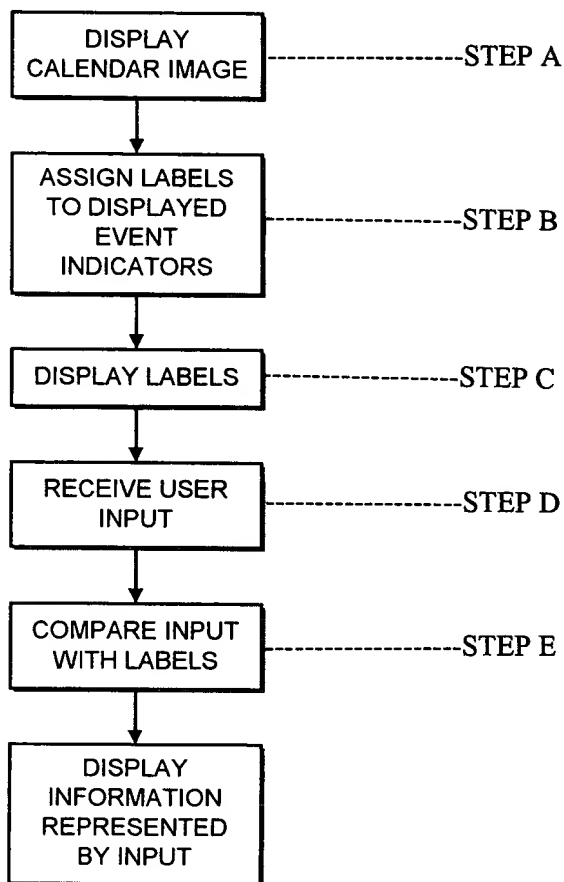 DISPLAY
CALENDAR IMAGE
STEP A
ASSIGN LABELS
TO DISPLAYED
EVENT
INDICATORS
STEP B
DISPLAY LABELS
STEP C
RECEIVE USER
INPUT
STEP D
COMPARE INPUT
WITH LABELS
STEP E
DISPLAY
INFORMATION
REPRESENTED
BY INPUT